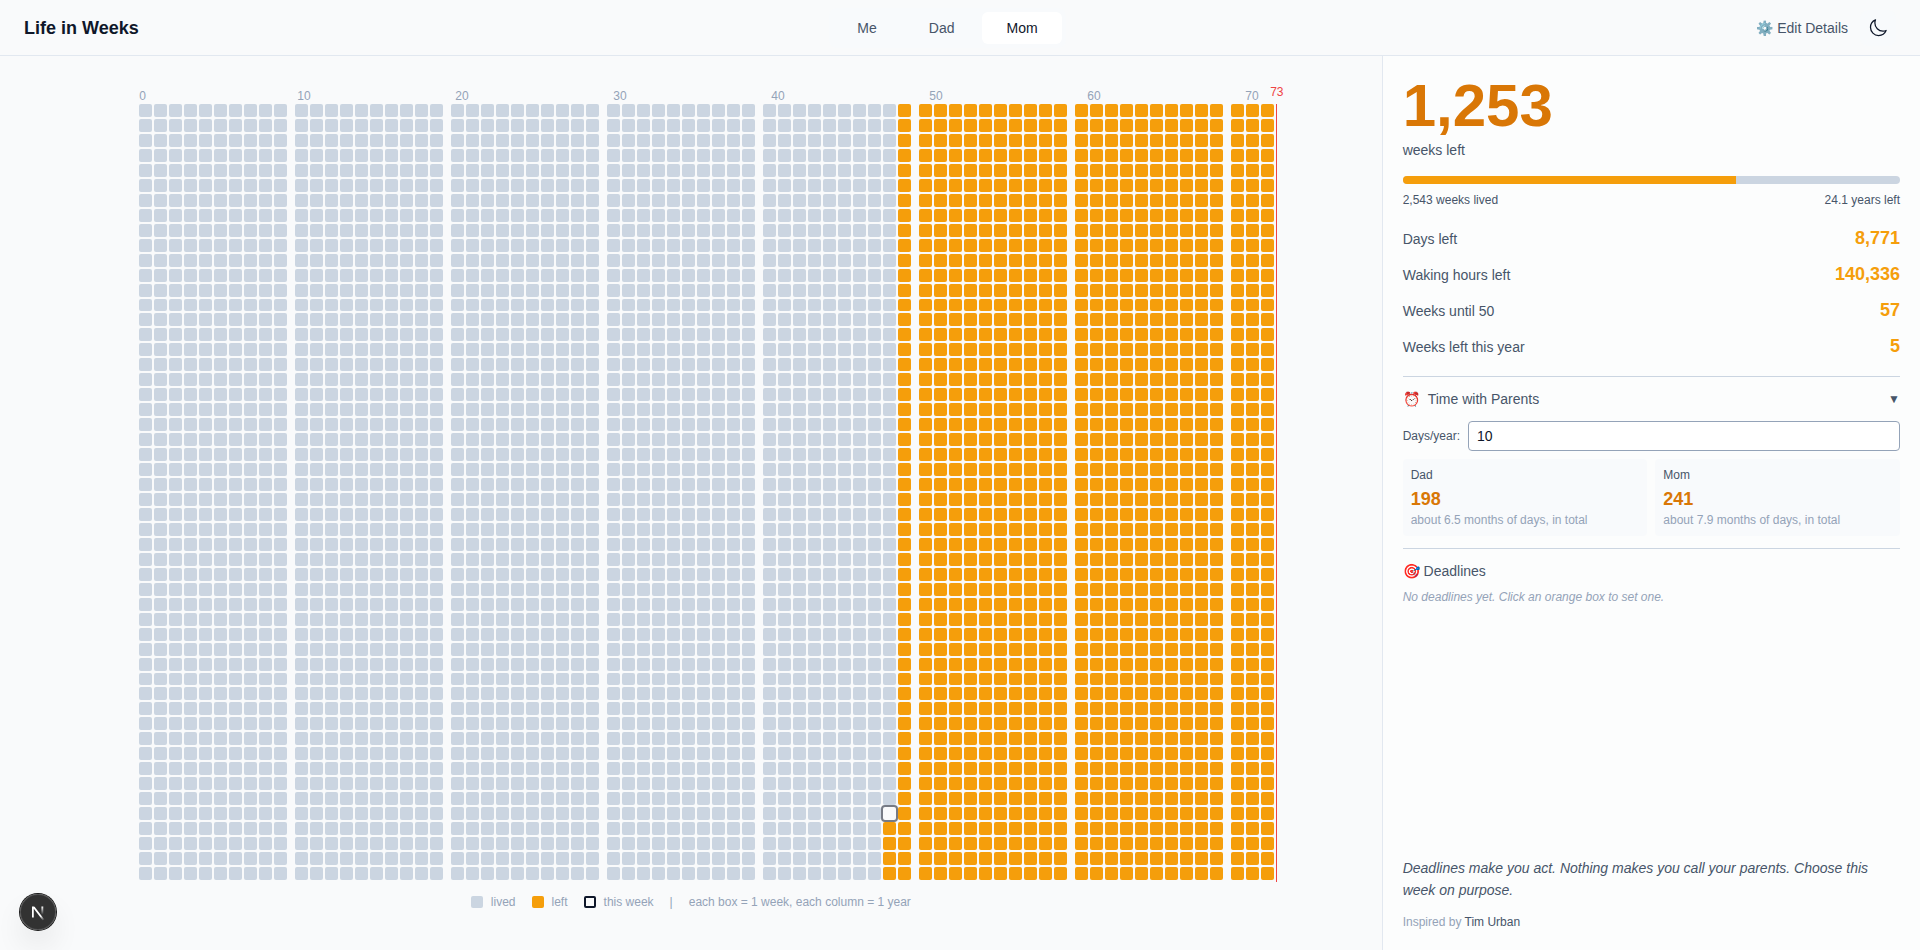 Life in Weeks
Me
Dad
Mom
⚙️ Edit Details
0 10 20 30 40 50 60 70 73
lived left this week | each box = 1 week, each column = 1 year
N
1,253
weeks left
2,543 weeks lived 24.1 years left
Days left 8,771
Waking hours left 140,336
Weeks until 50 57
Weeks left this year 5
⏰ Time with Parents ▼
Days/year: 10
Dad
198
about 6.5 months of days, in total
Mom
241
about 7.9 months of days, in total
🎯 Deadlines
No deadlines yet. Click an orange box to set one.
Deadlines make you act. Nothing makes you call your parents. Choose this
week on purpose.
Inspired by Tim Urban